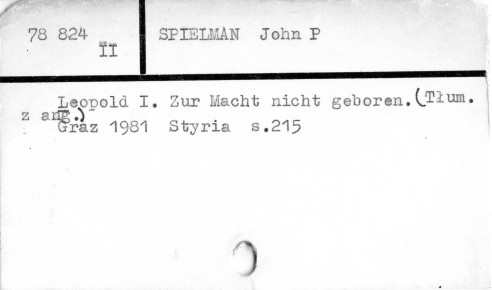 78 824
II
SPIELMAN John P
Leopold I. Zur Macht nicht geboren. (Tłum.
z ang.)
Graz 1981 Styria s.215